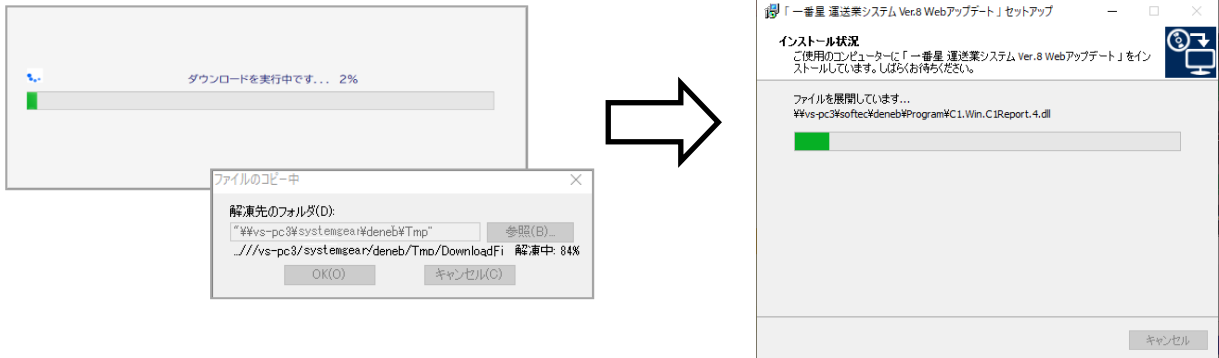 ダウンロードを実行中です... 2%
ファイルのコピー中
解凍先のフォルダ(D):
"¥¥vs-pc3¥systemgear¥deneb¥Tmp"
参照(B)...
...///vs-pc3/systemgear/deneb/Tmp/DownloadFi 解凍中: 84%
OK(O)
キャンセル(C)
「 一番星 運送業システム Ver.8 Webアップデート 」 セットアップ
インストール状況
ご使用のコンピューターに 「 一番星 運送業システム Ver.8 Webアップデート 」 をイン
ストールしています。しばらくお待ちください。
ファイルを展開しています...
¥¥vs-pc3¥softec¥deneb¥Program¥C1.Win.C1Report.4.dll
キャンセル